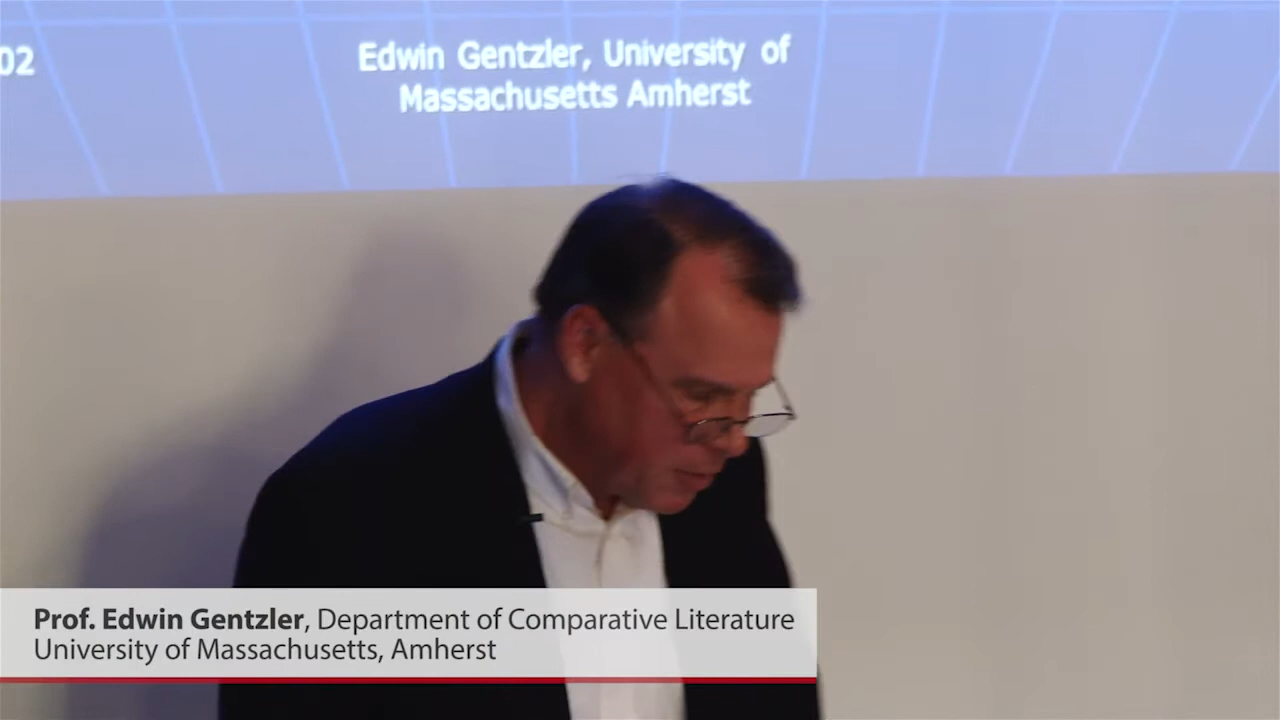 02
Edwin Gentzler, University of
Massachusetts Amherst
Prof. Edwin Gentzler, Department of Comparative Literature
University of Massachusetts, Amherst